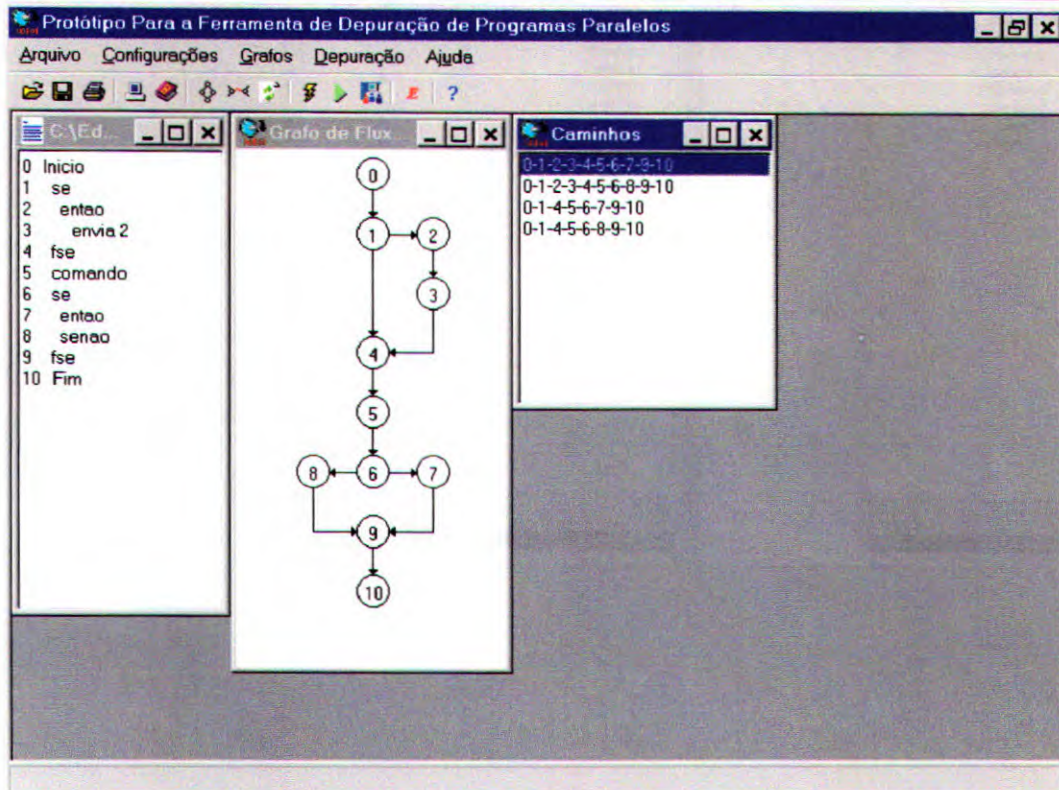 Protótipo Para a Ferramenta de Depuração de Programas Paralelos
Arquivo Configurações Grafos Depuração Ajuda
E ?
C:\Ed...
0 Inicio
1 se
2 entao
3 envia 2
4 fse
5 comando
6 se
7 entao
8 senao
9 fse
10 Fim
Grafo de Flux...
0
1 2
3
4
5
8 6 7
9
10
Caminhos
0-1-2-3-4-5-6-7-9-10
0-1-2-3-4-5-6-8-9-10
0-1-4-5-6-7-9-10
0-1-4-5-6-8-9-10